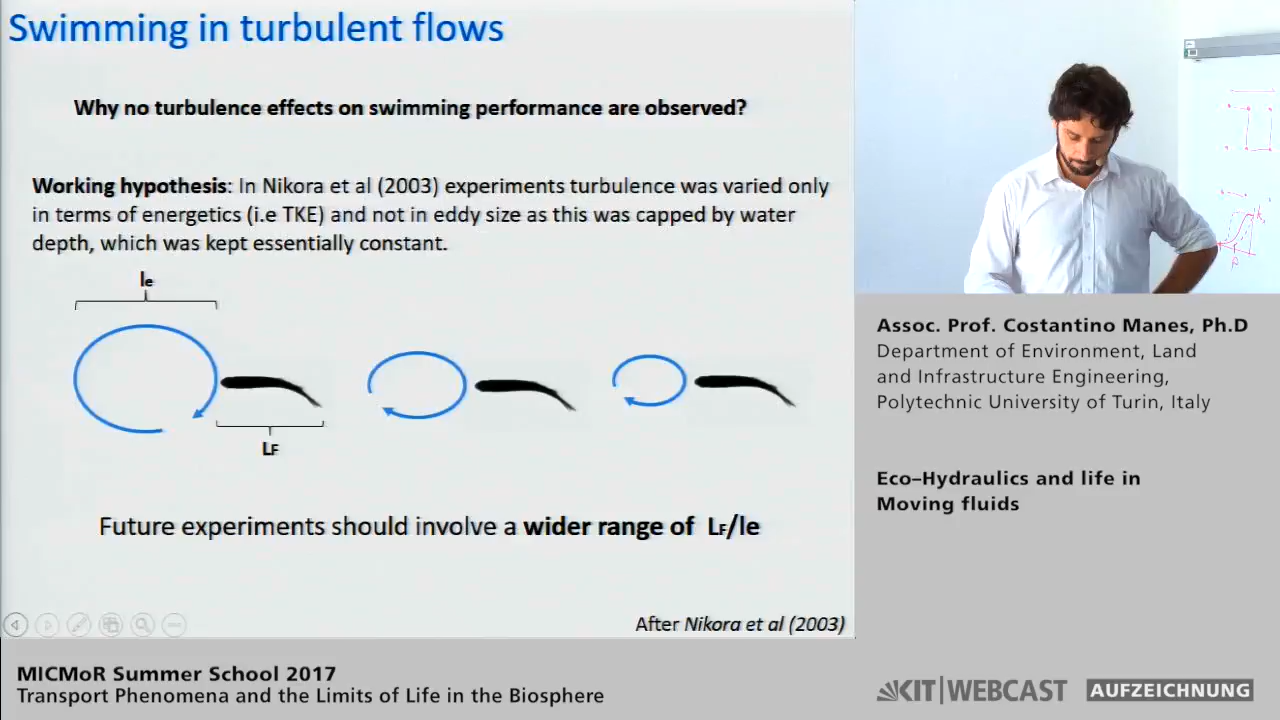 Swimming in turbulent flows
Why no turbulence effects on swimming performance are observed?
Working hypothesis: In Nikora et al (2003) experiments turbulence was varied only
in terms of energetics (i.e TKE) and not in eddy size as this was capped by water
depth, which was kept essentially constant.
le
LF
Future experiments should involve a wider range of LF/le
After Nikora et al (2003)
Assoc. Prof. Costantino Manes, Ph.D
Department of Environment, Land
and Infrastructure Engineering,
Polytechnic University of Turin, Italy
Eco–Hydraulics and life in
Moving fluids
MICMoR Summer School 2017
Transport Phenomena and the Limits of Life in the Biosphere
KIT|WEBCAST
AUFZEICHNUNG